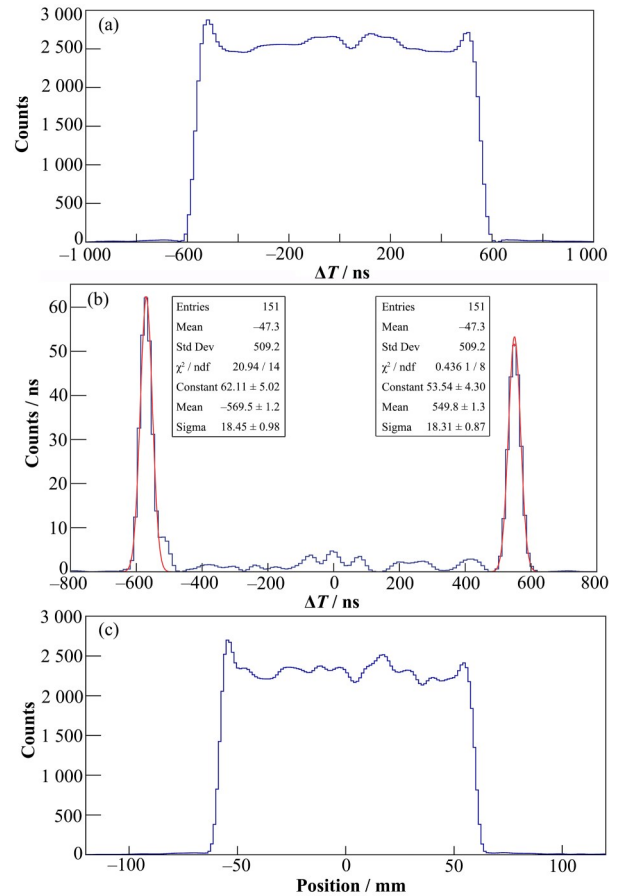 (a)
3 000
2 500
2 000
1 500
1 000
500
0
Counts
−1 000 −600 −200 200 600 1 000
ΔT / ns
(b)
60
50
40
30
20
10
0
Counts / ns
Entries 151
Mean −47.3
Std Dev 509.2
χ² / ndf 20.94 / 14
Constant 62.11 ± 5.02
Mean −569.5 ± 1.2
Sigma 18.45 ± 0.98
Entries 151
Mean −47.3
Std Dev 509.2
χ² / ndf 0.436 1 / 8
Constant 53.54 ± 4.30
Mean 549.8 ± 1.3
Sigma 18.31 ± 0.87
−800 −600 −400 −200 0 200 400 600 800
ΔT / ns
(c)
3 000
2 500
2 000
1 500
1 000
500
0
Counts
−100 −50 0 50 100
Position / mm